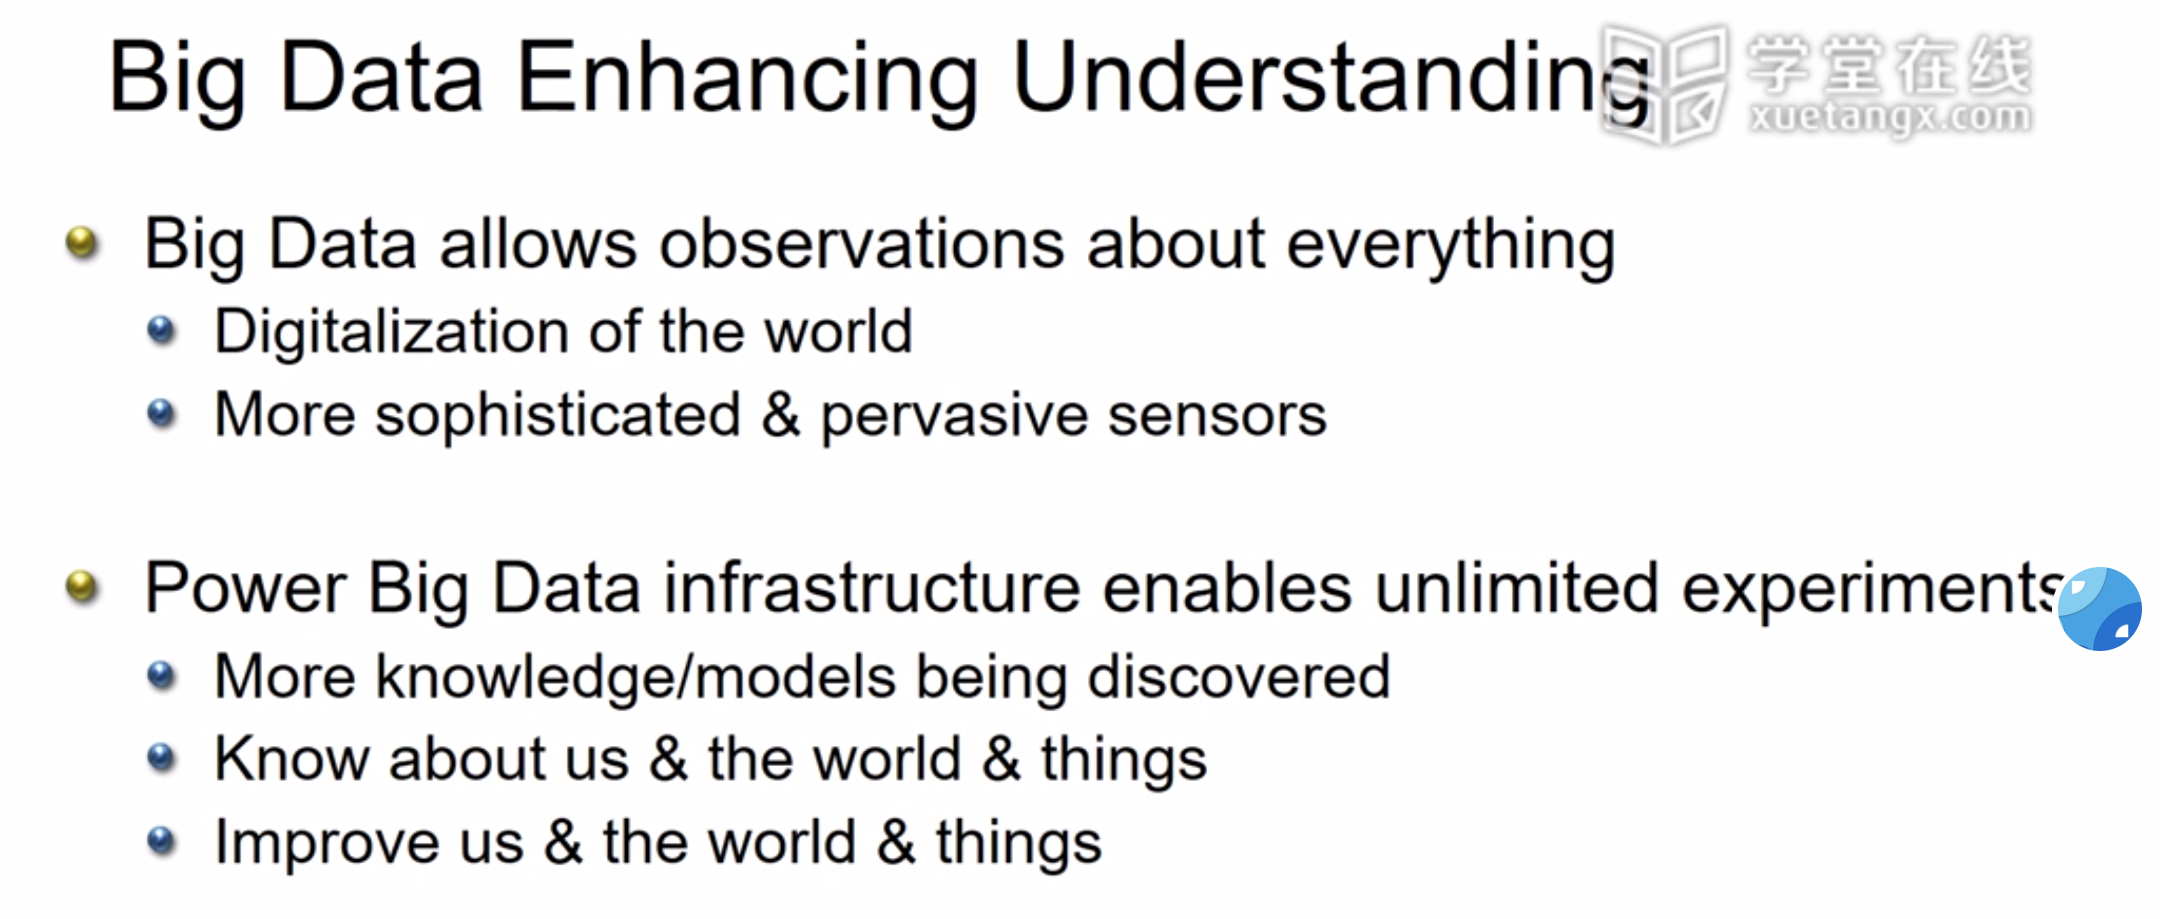 Big Data Enhancing Understanding
学堂在线
xuetangx.com
Big Data allows observations about everything
Digitalization of the world
More sophisticated & pervasive sensors
Power Big Data infrastructure enables unlimited experiments
More knowledge/models being discovered
Know about us & the world & things
Improve us & the world & things